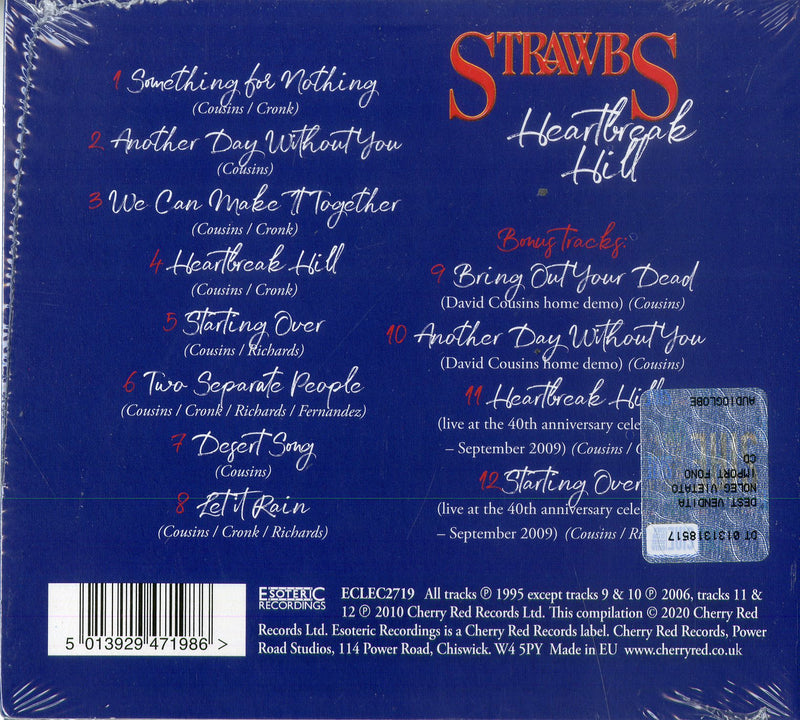 1 Something for Nothing
(Cousins / Cronk)
2 Another Day Without You
(Cousins)
3 We Can Make It Together
(Cousins / Cronk)
4 Heartbreak Hill
(Cousins / Cronk)
5 Starting Over
(Cousins / Richards)
6 Two Separate People
(Cousins / Cronk / Richards / Fernandez)
7 Desert Song
(Cousins)
8 Let it Rain
(Cousins / Cronk / Richards)
STRAWBS
Heartbreak
Hill
Bonus tracks:
9 Bring Out Your Dead
(David Cousins home demo) (Cousins)
10 Another Day Without You
(David Cousins home demo) (Cousins)
11 Heartbreak Hill
(live at the 40th anniversary
– September 2009) (Cousins /
12 Starting Over
(live at the 40th anniversary
– September 2009) (Cousins /
AUDIOGLOBE
CD
IMPORT FONO
NOLEG.VIETATO
DEST.VENDITA
DT 0131318517
5 013929 471986 >
ESOTERIC
RECORDINGS
ECLEC2719 All tracks ℗ 1995 except tracks 9 & 10 ℗ 2006, tracks 11 &
12 ℗ 2010 Cherry Red Records Ltd. This compilation © 2020 Cherry Red
Records Ltd. Esoteric Recordings is a Cherry Red Records label. Cherry Red Records, Power
Road Studios, 114 Power Road, Chiswick. W4 5PY Made in EU www.cherryred.co.uk